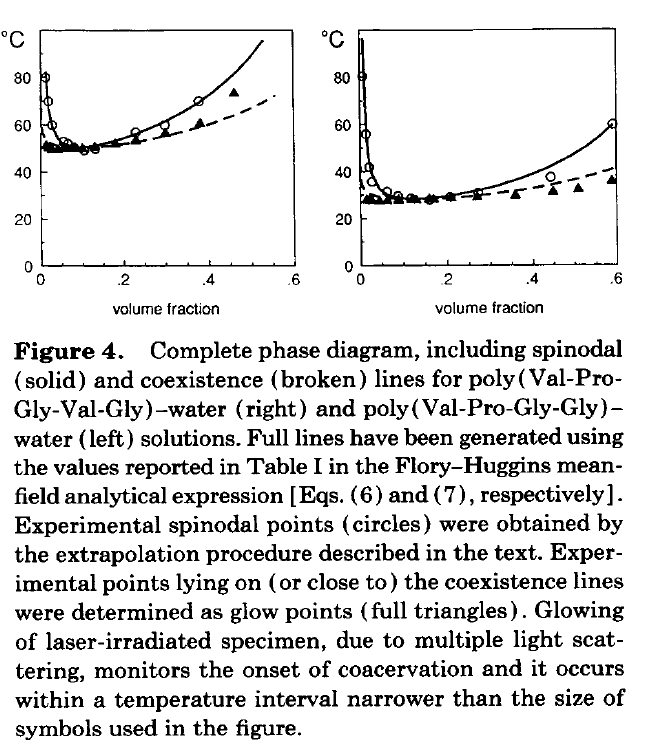 °C
80
60
40
20
0
0
.2
.4
.6
volume fraction
°C
80
60
40
20
0
0
.2
.4
.6
volume fraction
Figure 4. Complete phase diagram, including spinodal
(solid) and coexistence (broken) lines for poly(Val-Pro-
Gly-Val-Gly)–water (right) and poly(Val-Pro-Gly-Gly)–
water (left) solutions. Full lines have been generated using
the values reported in Table I in the Flory–Huggins mean-
field analytical expression [Eqs. (6) and (7), respectively].
Experimental spinodal points (circles) were obtained by
the extrapolation procedure described in the text. Exper-
imental points lying on (or close to) the coexistence lines
were determined as glow points (full triangles). Glowing
of laser-irradiated specimen, due to multiple light scat-
tering, monitors the onset of coacervation and it occurs
within a temperature interval narrower than the size of
symbols used in the figure.